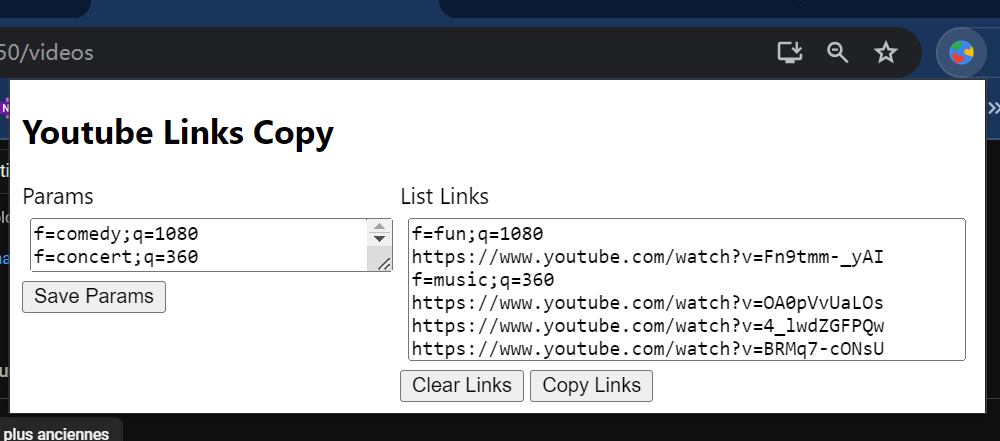 50/videos
N
»
Youtube Links Copy
Params
List Links
f=comedy;q=1080
f=concert;q=360
Save Params
f=fun;q=1080
https://www.youtube.com/watch?v=Fn9tmm-_yAI
f=music;q=360
https://www.youtube.com/watch?v=OA0pVvUaLOs
https://www.youtube.com/watch?v=4_lwdZGFPQw
https://www.youtube.com/watch?v=BRMq7-cONsU
Clear Links
Copy Links
plus anciennes